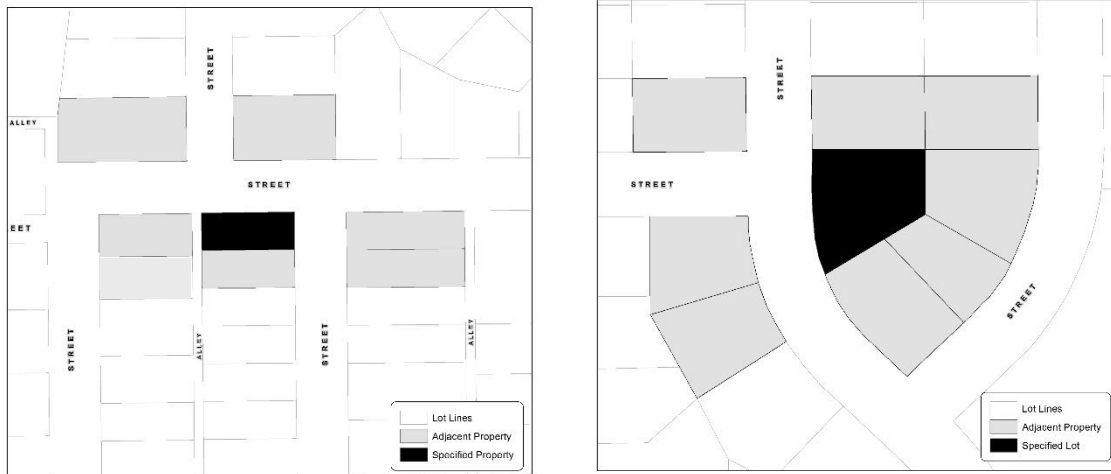 STREET
ALLEY
STREET
EET
STREET
ALLEY
STREET
ALLEY
Lot Lines
Adjacent Property
Specified Property
STREET
STREET
STREET
Lot Lines
Adjacent Property
Specified Lot